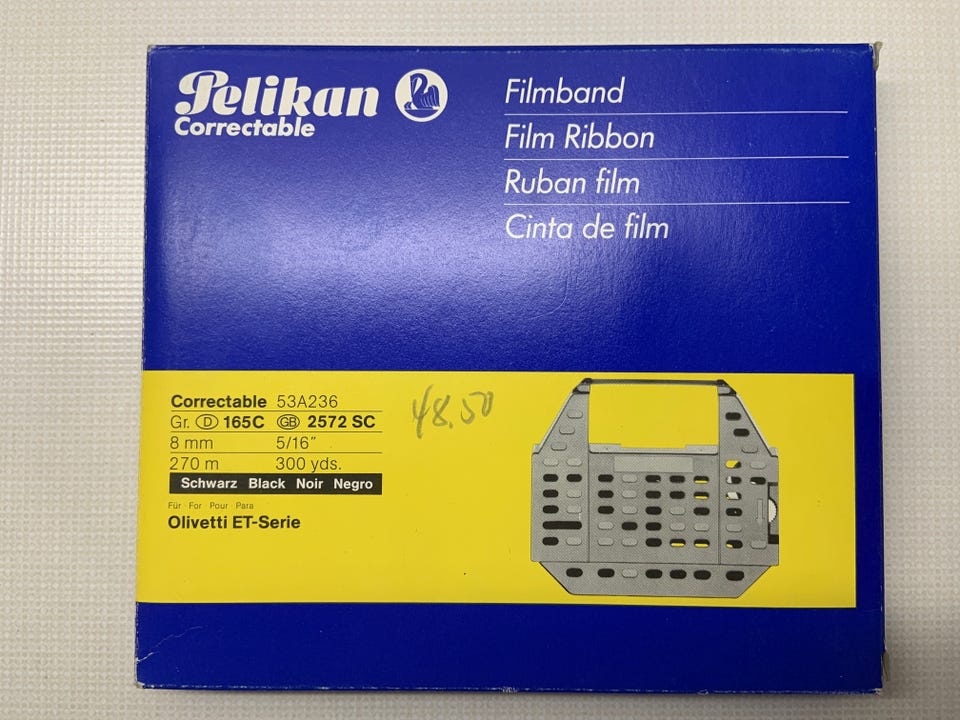 Pelikan
Correctable
Filmband
Film Ribbon
Ruban film
Cinta de film
Correctable 53A236
Gr. D 165C GB 2572 SC
8 mm 5/16"
270 m 300 yds.
Schwarz Black Noir Negro
Für For Pour Para
Olivetti ET-Serie
48.50